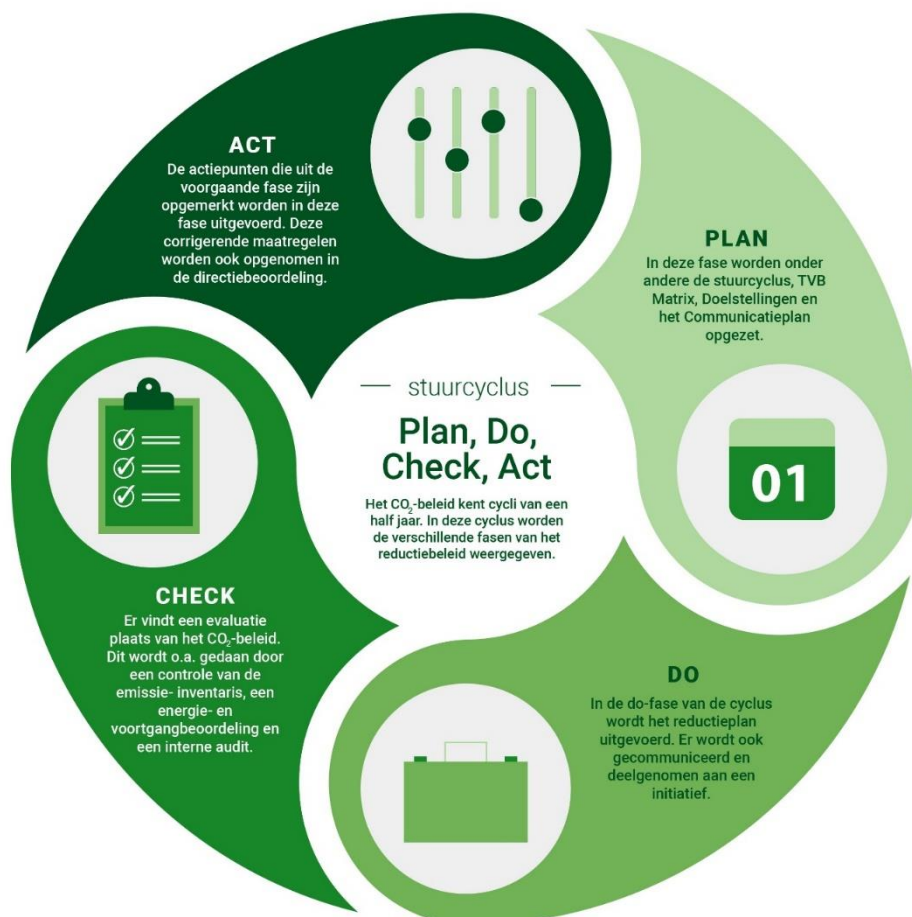 stuurcyclus
Plan, Do,
Check, Act
Het CO₂-beleid kent cycli van een
half jaar. In deze cyclus worden
de verschillende fasen van het
reductiebeleid weergegeven.
PLAN
In deze fase worden onder
andere de stuurcyclus, TVB
Matrix, Doelstellingen en
het Communicatieplan
opgezet.
01
DO
In de do-fase van de cyclus
wordt het reductieplan
uitgevoerd. Er wordt ook
gecommuniceerd en
deelgenomen aan een
initiatief.
CHECK
Er vindt een evaluatie
plaats van het CO₂-beleid.
Dit wordt o.a. gedaan door
een controle van de
emissie- inventaris, een
energie- en
voortgangbeoordeling en
een interne audit.
ACT
De actiepunten die uit de
voorgaande fase zijn
opgemerkt worden in deze
fase uitgevoerd. Deze
corrigerende maatregelen
worden ook opgenomen in
de directiebeoordeling.